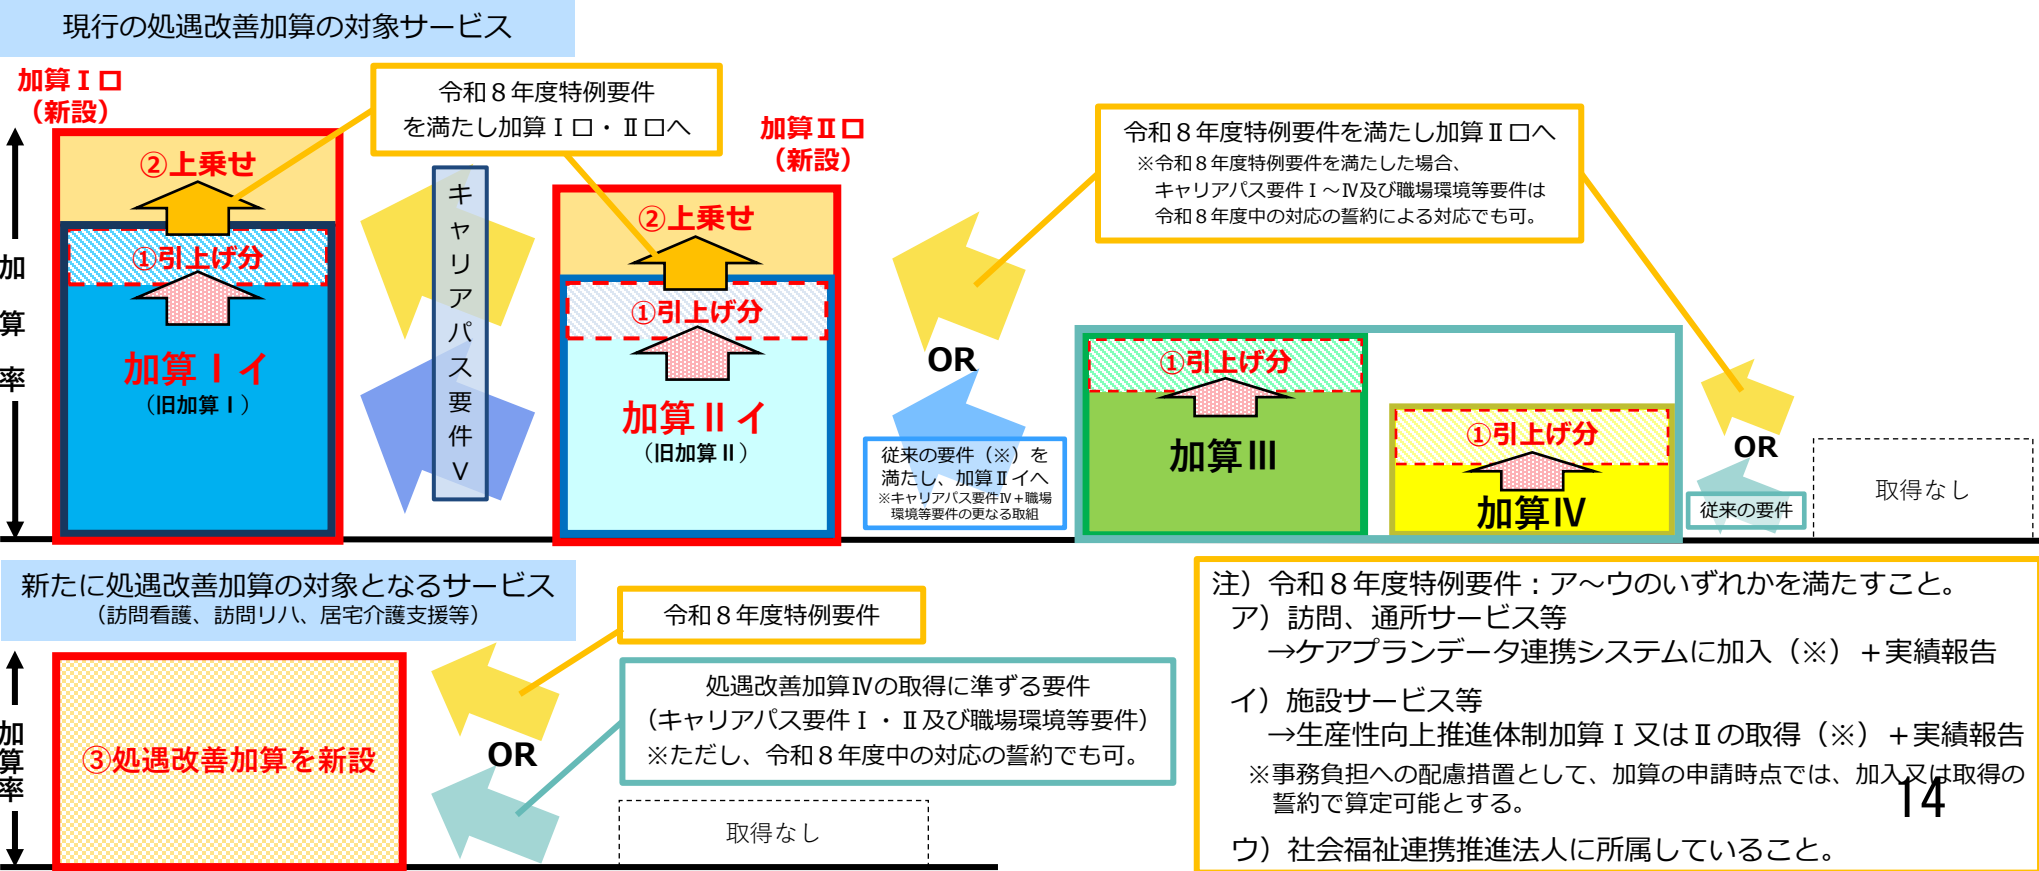 現行の処遇改善加算の対象サービス
加算Ⅰロ
（新設）
令和８年度特例要件
を満たし加算Ⅰロ・Ⅱロへ
加算Ⅱロ
（新設）
令和８年度特例要件を満たし加算Ⅱロへ
※令和８年度特例要件を満たした場合、
キャリアパス要件Ⅰ～Ⅳ及び職場環境等要件は
令和８年度中の対応の誓約による対応でも可。
加算率
②上乗せ
①引上げ分
加算Ⅰイ
（旧加算Ⅰ）
キャリアパス要件Ⅴ
②上乗せ
①引上げ分
加算Ⅱイ
（旧加算Ⅱ）
OR
従来の要件（※）を
満たし、加算Ⅱイへ
※キャリアパス要件Ⅳ＋職場
環境等要件の更なる取組
①引上げ分
加算Ⅲ
①引上げ分
加算Ⅳ
OR
従来の要件
取得なし
新たに処遇改善加算の対象となるサービス
（訪問看護、訪問リハ、居宅介護支援等）
加算率
③処遇改善加算を新設
令和８年度特例要件
OR
処遇改善加算Ⅳの取得に準ずる要件
（キャリアパス要件Ⅰ・Ⅱ及び職場環境等要件）
※ただし、令和８年度中の対応の誓約でも可。
取得なし
注）令和８年度特例要件：ア～ウのいずれかを満たすこと。
ア）訪問、通所サービス等
→ケアプランデータ連携システムに加入（※）＋実績報告
イ）施設サービス等
→生産性向上推進体制加算Ⅰ又はⅡの取得（※）＋実績報告
※事務負担への配慮措置として、加算の申請時点では、加入又は取得の
誓約で算定可能とする。
ウ）社会福祉連携推進法人に所属していること。
14